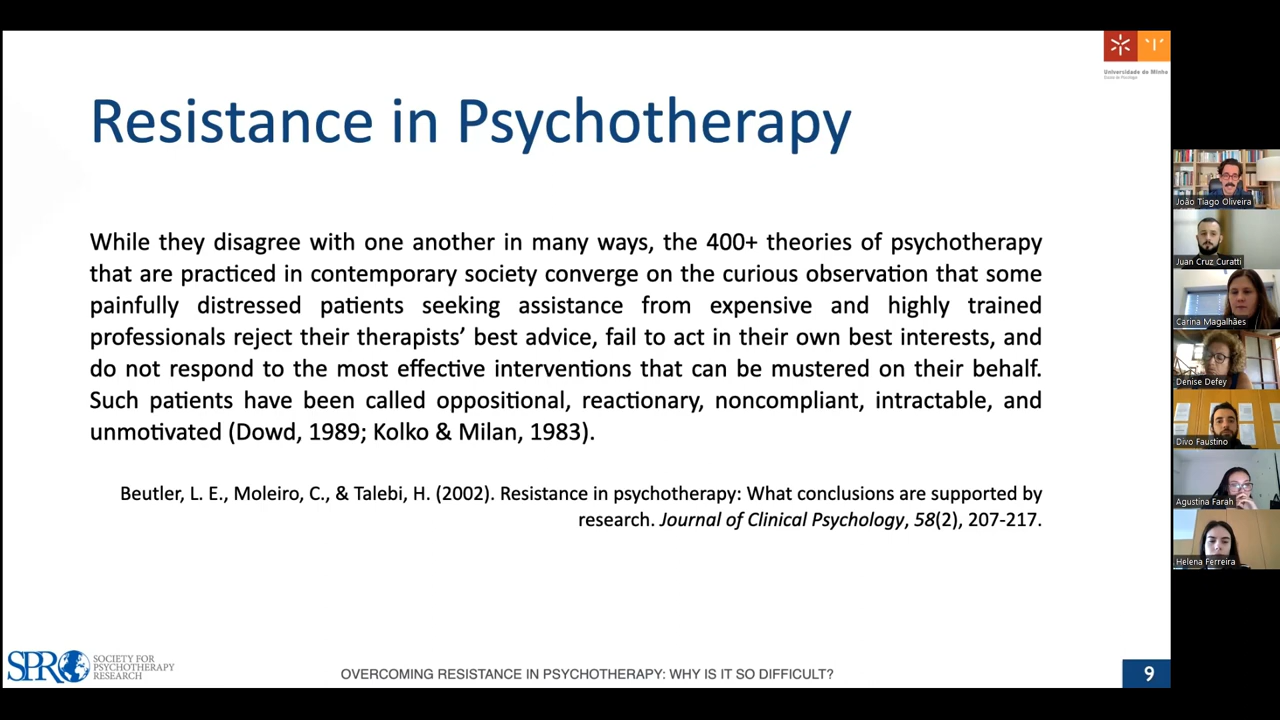 Universidade do Minho
Escola de Psicologia
Resistance in Psychotherapy
While they disagree with one another in many ways, the 400+ theories of psychotherapy
that are practiced in contemporary society converge on the curious observation that some
painfully distressed patients seeking assistance from expensive and highly trained
professionals reject their therapists’ best advice, fail to act in their own best interests, and
do not respond to the most effective interventions that can be mustered on their behalf.
Such patients have been called oppositional, reactionary, noncompliant, intractable, and
unmotivated (Dowd, 1989; Kolko & Milan, 1983).
Beutler, L. E., Moleiro, C., & Talebi, H. (2002). Resistance in psychotherapy: What conclusions are supported by
research. Journal of Clinical Psychology, 58(2), 207-217.
SPR SOCIETY FOR
PSYCHOTHERAPY
RESEARCH
OVERCOMING RESISTANCE IN PSYCHOTHERAPY: WHY IS IT SO DIFFICULT?
9
João Tiago Oliveira
Juan Cruz Curatti
Carina Magalhães
Denise Defey
Divo Faustino
Agustina Farah
Helena Ferreira